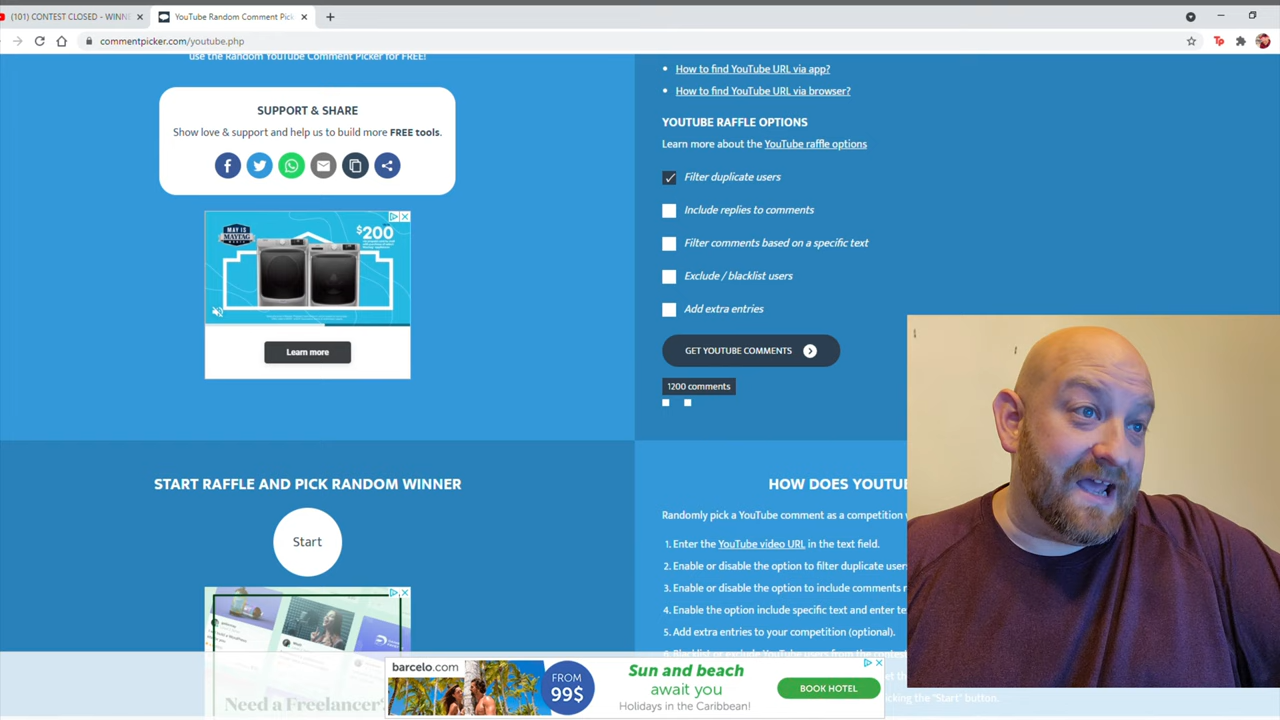 (101) CONTEST CLOSED - WINNE
YouTube Random Comment Pick
commentpicker.com/youtube.php
Tp
use the Random YouTube Comment Picker for FREE!
SUPPORT & SHARE
Show love & support and help us to build more FREE tools.
MAY IS
MAYTAG
MONTH
$200
Learn more
How to find YouTube URL via app?
How to find YouTube URL via browser?
YOUTUBE RAFFLE OPTIONS
Learn more about the YouTube raffle options
Filter duplicate users
Include replies to comments
Filter comments based on a specific text
Exclude / blacklist users
Add extra entries
GET YOUTUBE COMMENTS
1200 comments
START RAFFLE AND PICK RANDOM WINNER
Start
Need a Freelancer?
HOW DOES YOUTU
Randomly pick a YouTube comment as a competition
1. Enter the YouTube video URL in the text field.
2. Enable or disable the option to filter duplicate user
3. Enable or disable the option to include comments
4. Enable the option include specific text and enter te
5. Add extra entries to your competition (optional).
icking the "Start" button.
barcelo.com
FROM
99$
Sun and beach
await you
Holidays in the Caribbean!
BOOK HOTEL